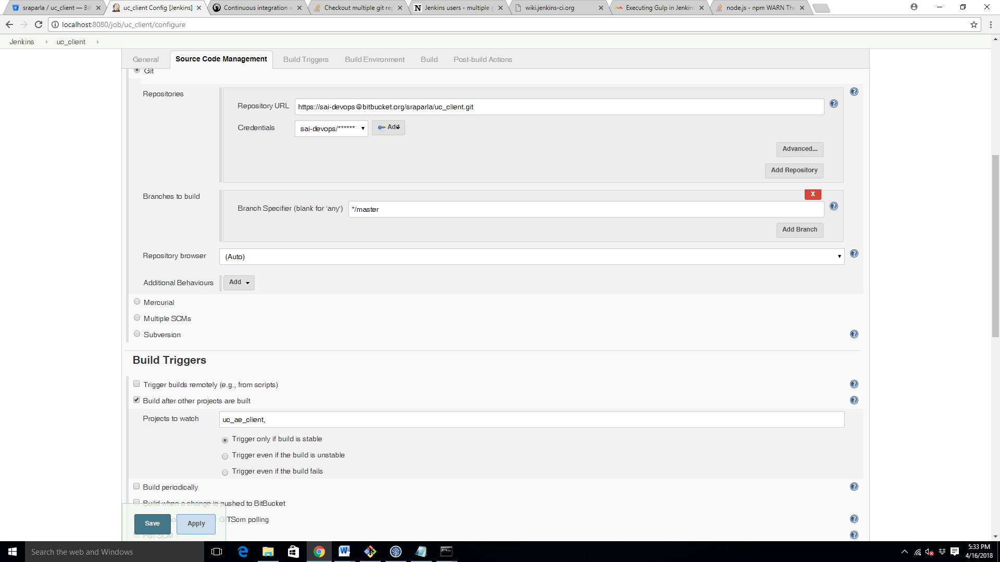 sraparla / uc_client — Bit
uc_client Config [Jenkins]
Continuous integration w
Checkout multiple git rep
Jenkins users - multiple g
wiki.jenkins-ci.org
Executing Gulp in Jenkins
node.js - npm WARN The
localhost:8080/job/uc_client/configure
Jenkins uc_client
General
Source Code Management
Build Triggers
Build Environment
Build
Post-build Actions
Git
Repositories
Repository URL https://sai-devops@bitbucket.org/sraparla/uc_client.git
Credentials sai-devops/****** Add
Advanced...
Add Repository
Branches to build
X
Branch Specifier (blank for 'any') */master
Add Branch
Repository browser (Auto)
Additional Behaviours Add
Mercurial
Multiple SCMs
Subversion
Build Triggers
Trigger builds remotely (e.g., from scripts)
Build after other projects are built
Projects to watch uc_ae_client,
Trigger only if build is stable
Trigger even if the build is unstable
Trigger even if the build fails
Build periodically
Build when a change is pushed to BitBucket
GITScm polling
Poll SCM
Save
Apply
Search the web and Windows
5:33 PM
4/16/2018